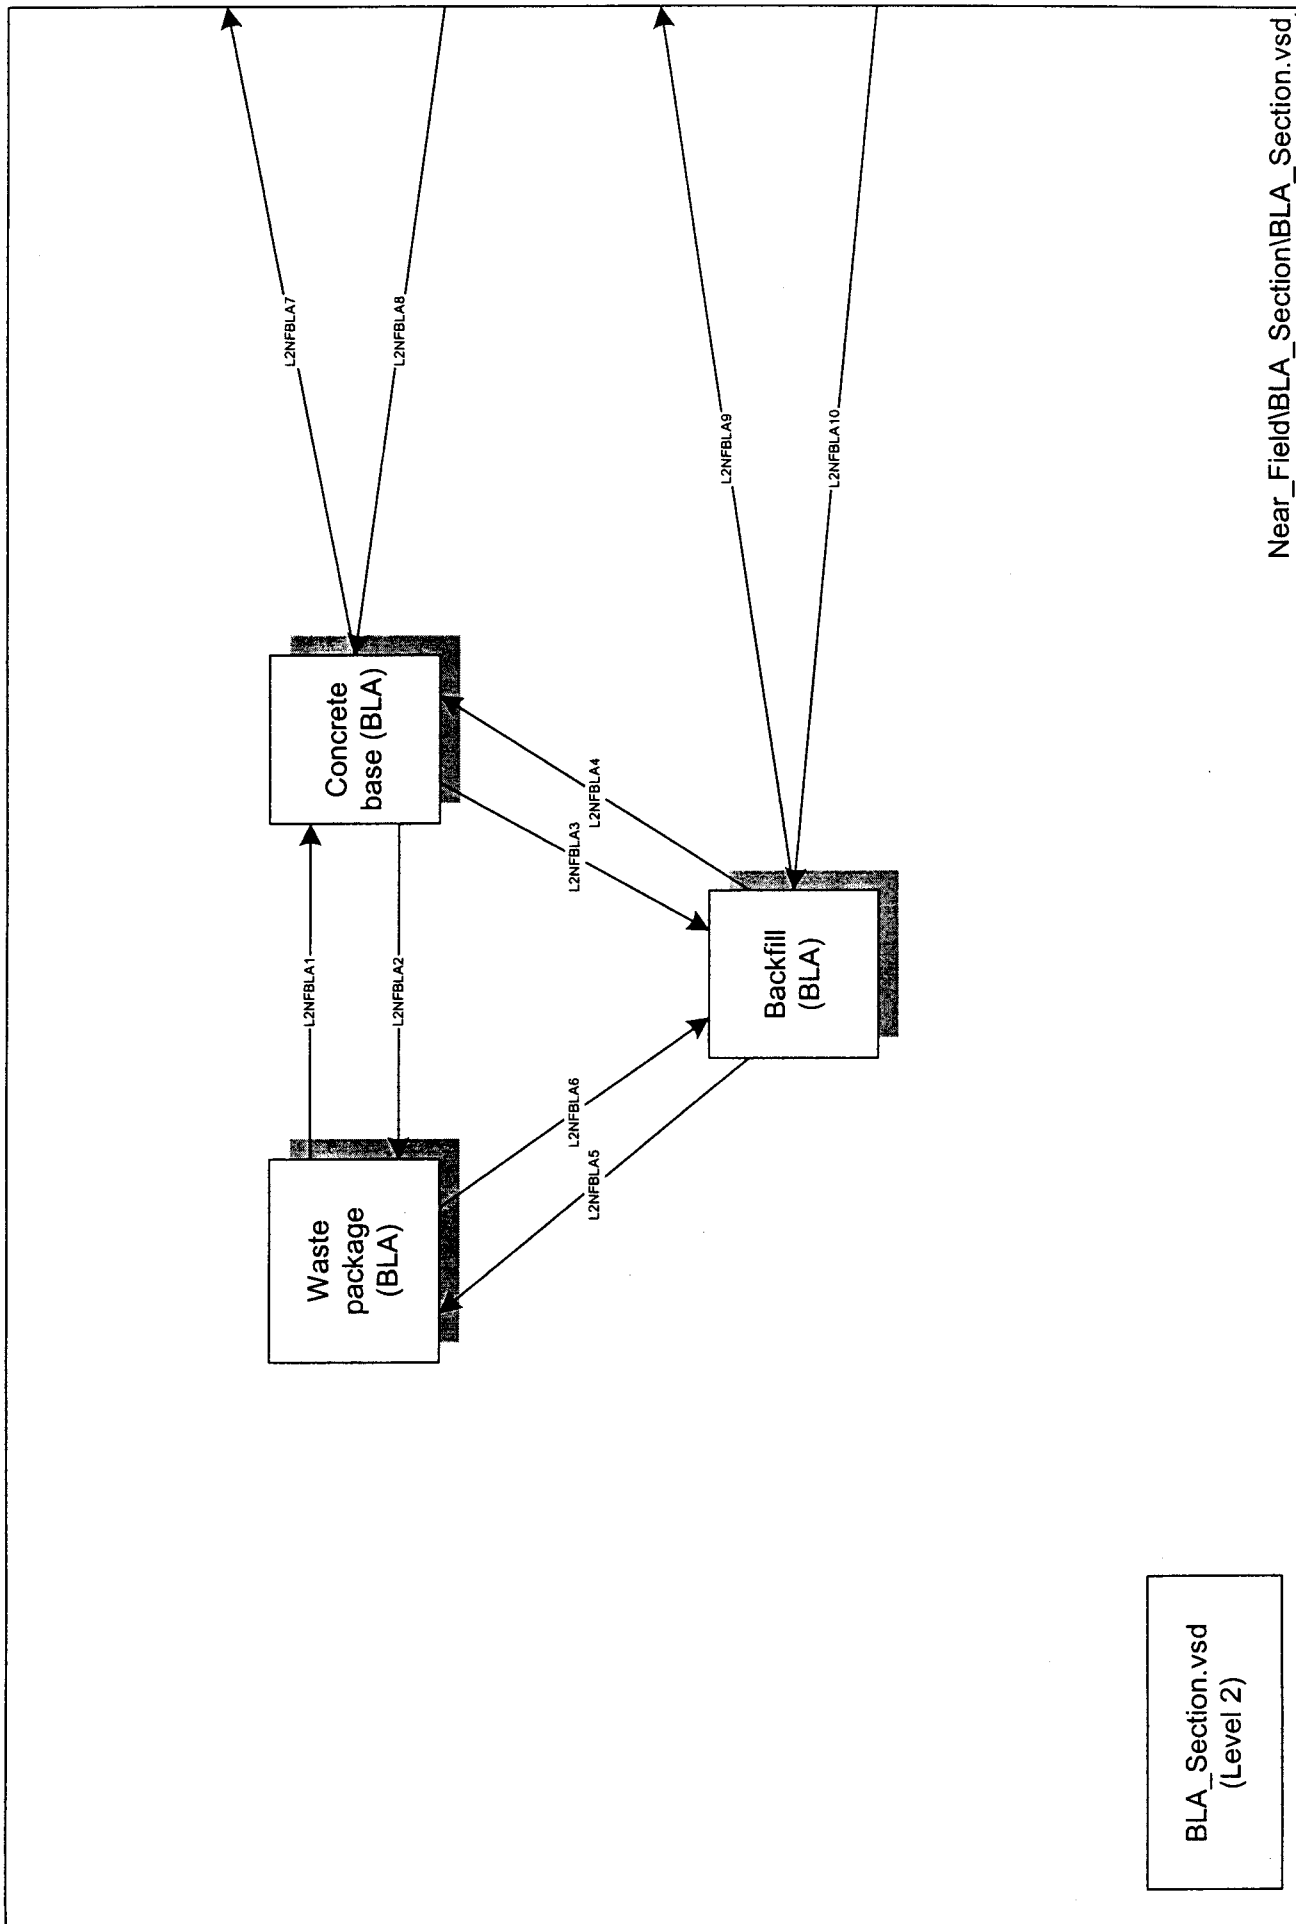 Waste
package
(BLA)
L2NFBLA1
L2NFBLA2
Concrete
base (BLA)
L2NFBLA7
L2NFBLA8
L2NFBLA6
L2NFBLA5
L2NFBLA3
L2NFBLA4
Backfill
(BLA)
L2NFBLA9
L2NFBLA10
BLA_Section.vsd
(Level 2)
Near_Field\BLA_Section\BLA_Section.vsd